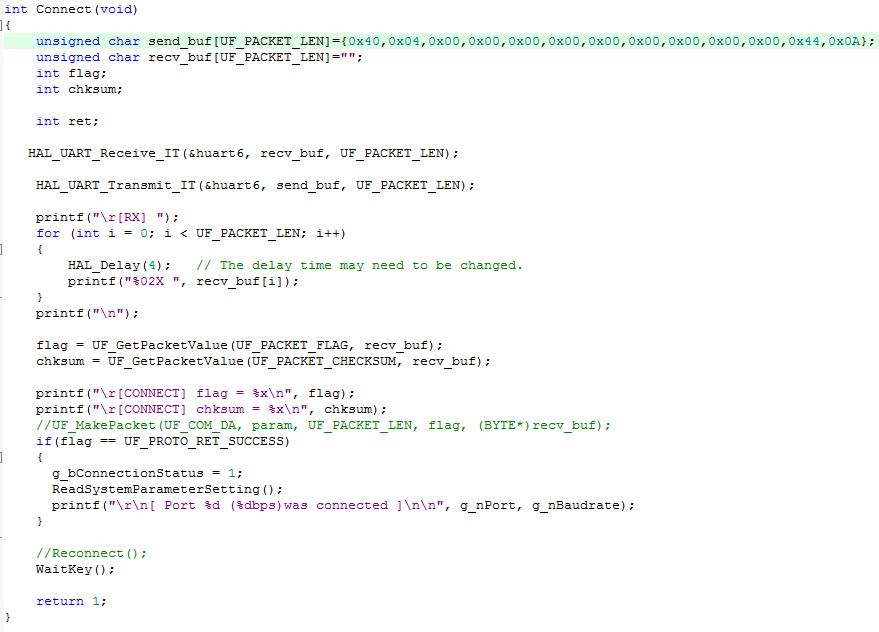 int Connect(void)
{
unsigned char send_buf[UF_PACKET_LEN]={0x40,0x04,0x00,0x00,0x00,0x00,0x00,0x00,0x00,0x00,0x00,0x44,0x0A};
unsigned char recv_buf[UF_PACKET_LEN]="";
int flag;
int chksum;
int ret;
HAL_UART_Receive_IT(&huart6, recv_buf, UF_PACKET_LEN);
HAL_UART_Transmit_IT(&huart6, send_buf, UF_PACKET_LEN);
printf("\r[RX] ");
for (int i = 0; i < UF_PACKET_LEN; i++)
{
HAL_Delay(4);   // The delay time may need to be changed.
printf("%02X ", recv_buf[i]);
}
printf("\n");
flag = UF_GetPacketValue(UF_PACKET_FLAG, recv_buf);
chksum = UF_GetPacketValue(UF_PACKET_CHECKSUM, recv_buf);
printf("\r[CONNECT] flag = %x\n", flag);
printf("\r[CONNECT] chksum = %x\n", chksum);
//UF_MakePacket(UF_COM_DA, param, UF_PACKET_LEN, flag, (BYTE*)recv_buf);
if(flag == UF_PROTO_RET_SUCCESS)
{
g_bConnectionStatus = 1;
ReadSystemParameterSetting();
printf("\r\n[ Port %d (%dbps)was connected ]\n\n", g_nPort, g_nBaudrate);
}
//Reconnect();
WaitKey();
return 1;
}